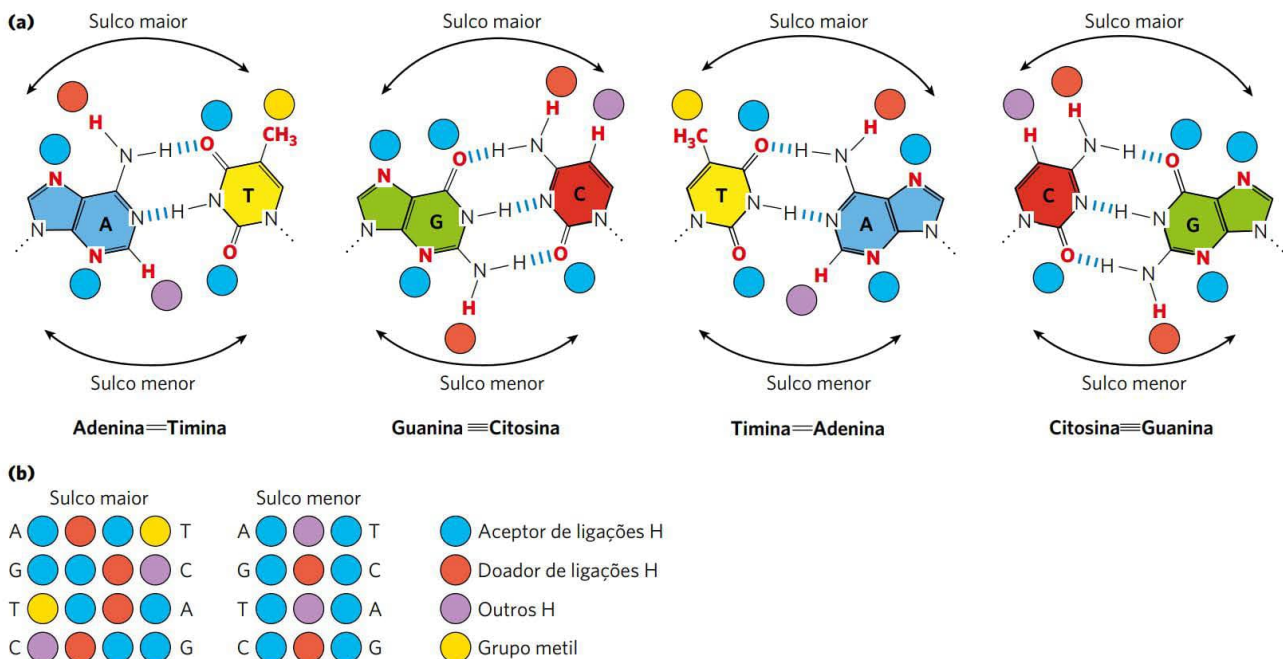 (a)
Sulco maior Sulco maior Sulco maior Sulco maior
H H H H H
N H O CH₃ O H N H H₃C O H N H N H O
N N T N A N H N N G N H N C N T N H N A N N C N H N G N N
N H O N N H O O H N O H N N
H H
Sulco menor Sulco menor Sulco menor Sulco menor
Adenina=Timina Guanina≡Citosina Timina=Adenina Citosina≡Guanina
(b)
Sulco maior Sulco menor
A T A T Aceptor de ligações H
G C G C Doador de ligações H
T A T A Outros H
C G C G Grupo metil